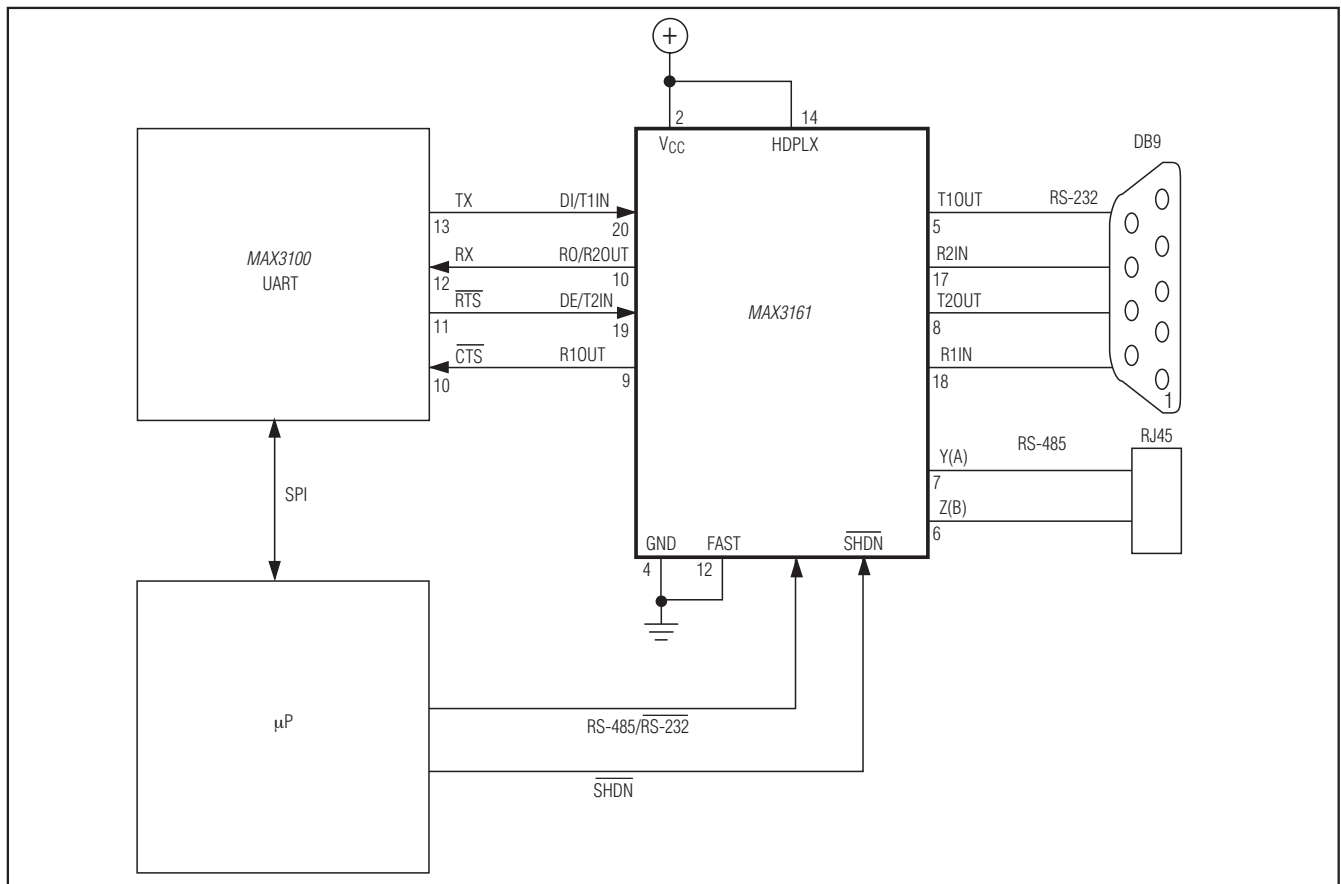 +
2 14
VCC HDPLX
DB9
TX DI/T1IN
13 20
RX RO/R2OUT
12 10
RTS DE/T2IN
11 19
CTS R1OUT
10 9
MAX3100
UART
MAX3161
T1OUT RS-232
5
R2IN
17
T2OUT
8
R1IN
18
1
RJ45
Y(A) RS-485
7
Z(B)
6
GND FAST SHDN
4 12
SPI
μP
RS-485/RS-232
SHDN